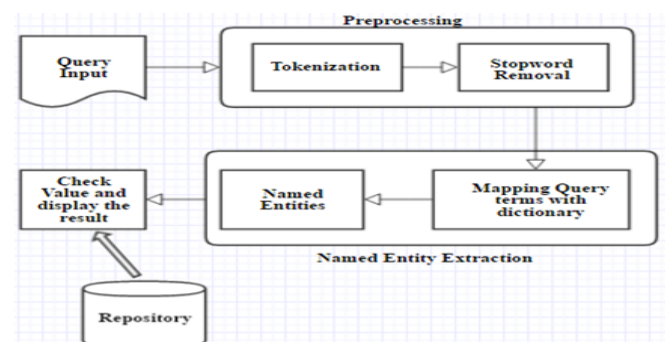 Preprocessing
Query
Input
Tokenization
Stopword
Removal
Check
Value and
display the
result
Named
Entities
Mapping Query
terms with
dictionary
Named Entity Extraction
Repository